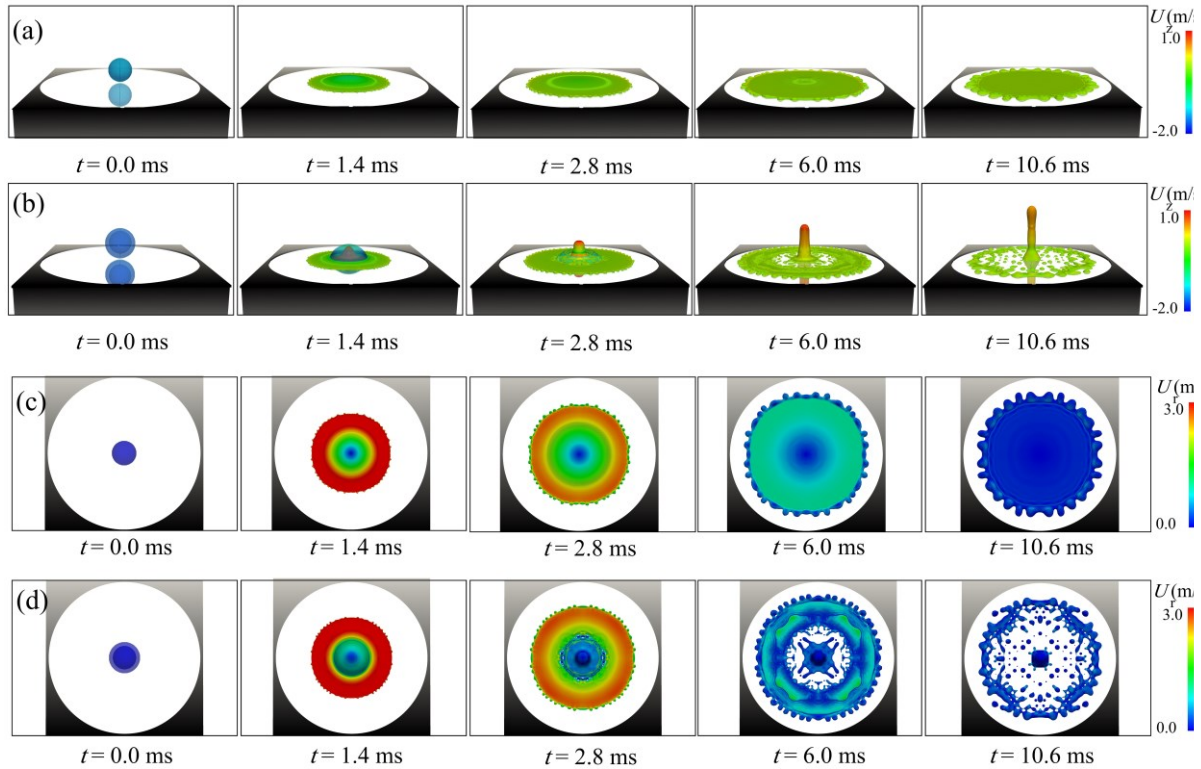 (a)
U_z(m/s
1.0
-2.0
t = 0.0 ms t = 1.4 ms t = 2.8 ms t = 6.0 ms t = 10.6 ms
(b)
U_z(m/s
1.0
-2.0
t = 0.0 ms t = 1.4 ms t = 2.8 ms t = 6.0 ms t = 10.6 ms
(c)
U_r(m
3.0
0.0
t = 0.0 ms t = 1.4 ms t = 2.8 ms t = 6.0 ms t = 10.6 ms
(d)
U_r(m/
3.0
0.0
t = 0.0 ms t = 1.4 ms t = 2.8 ms t = 6.0 ms t = 10.6 ms